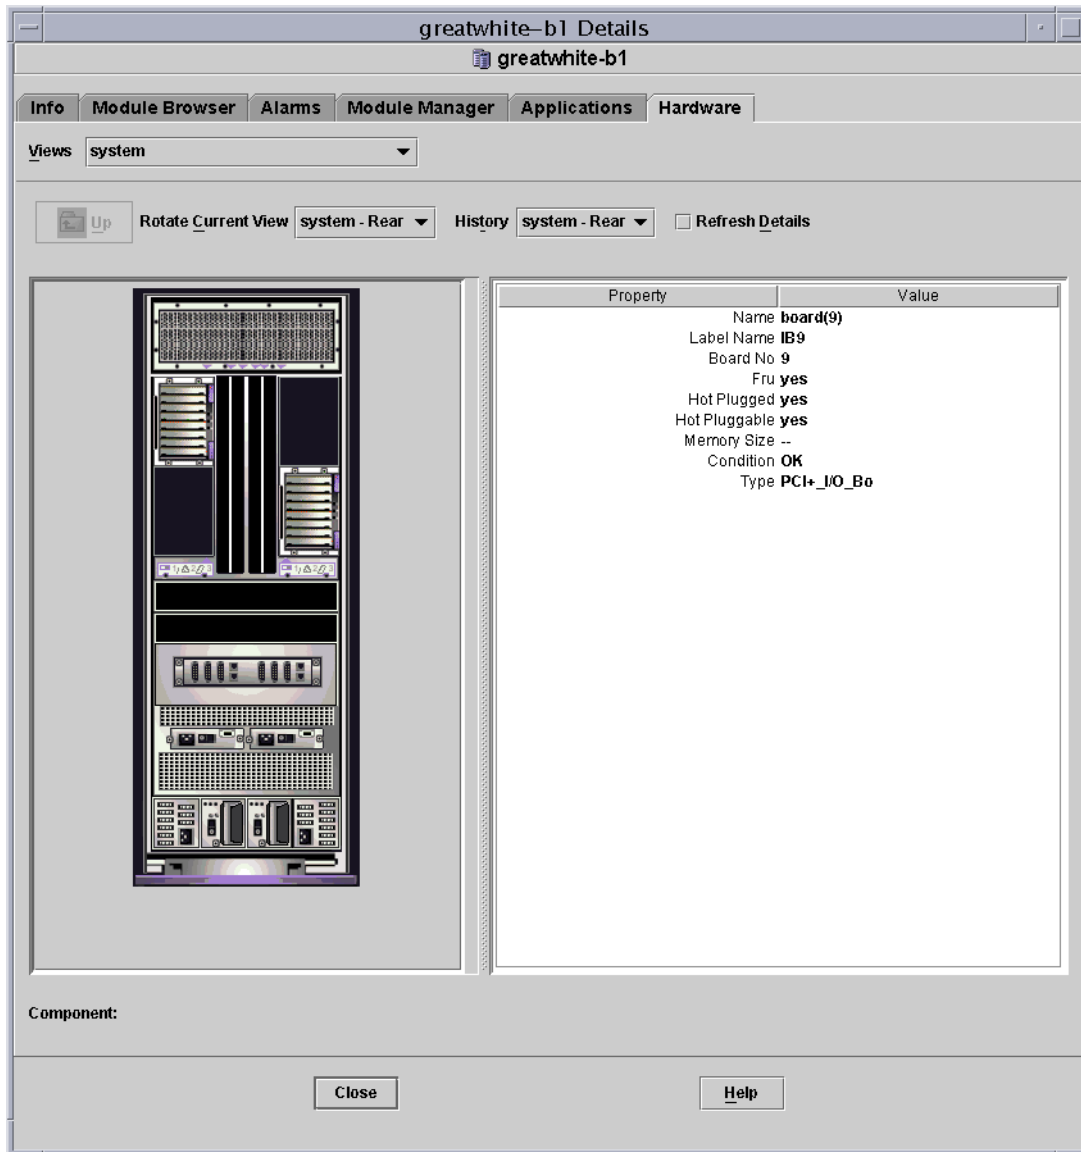 greatwhite-b1 Details
greatwhite-b1
Info Module Browser Alarms Module Manager Applications Hardware
Views system
Up Rotate Current View system - Rear History system - Rear Refresh Details
Property Value
Name board(9)
Label Name IB9
Board No 9
Fru yes
Hot Plugged yes
Hot Pluggable yes
Memory Size --
Condition OK
Type PCI+_I/O_Bo
Component:
Close Help